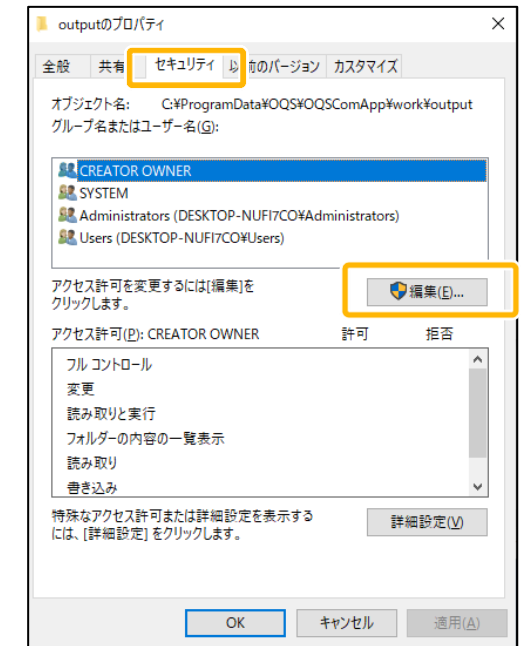 outputのプロパティ
全般 共有 セキュリティ 以前のバージョン カスタマイズ
オブジェクト名: C:¥ProgramData¥OQS¥OQSComApp¥work¥output
グループ名またはユーザー名(G):
CREATOR OWNER
SYSTEM
Administrators (DESKTOP-NUFI7CO¥Administrators)
Users (DESKTOP-NUFI7CO¥Users)
アクセス許可を変更するには[編集]を
クリックします。
編集(E)...
アクセス許可(P): CREATOR OWNER 許可 拒否
フル コントロール
変更
読み取りと実行
フォルダーの内容の一覧表示
読み取り
書き込み
特殊なアクセス許可または詳細設定を表示する
には、[詳細設定] をクリックします。
詳細設定(V)
OK キャンセル 適用(A)